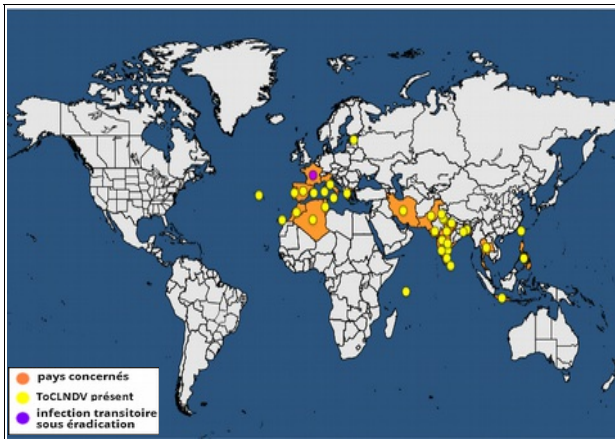 pays concernés
ToCLNDV présent
infection transitoire
sous éradication